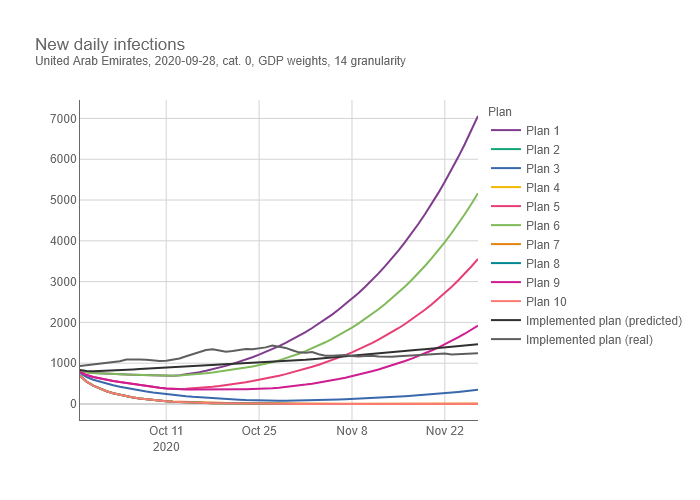 New daily infections
United Arab Emirates, 2020-09-28, cat. 0, GDP weights, 14 granularity
7000
6000
5000
4000
3000
2000
1000
0
Oct 11
2020
Oct 25
Nov 8
Nov 22
Plan
Plan 1
Plan 2
Plan 3
Plan 4
Plan 5
Plan 6
Plan 7
Plan 8
Plan 9
Plan 10
Implemented plan (predicted)
Implemented plan (real)